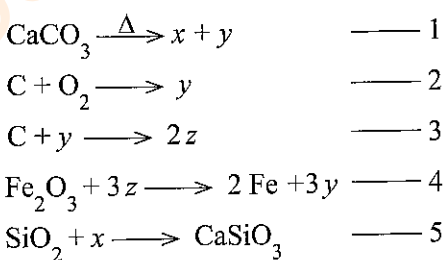 CaCO₃ —Δ→ x + y —— 1
C + O₂ ⟶ y —— 2
C + y ⟶ 2z —— 3
Fe₂O₃ + 3z ⟶ 2 Fe +3y —— 4
SiO₂ + x ⟶ CaSiO₃ —— 5